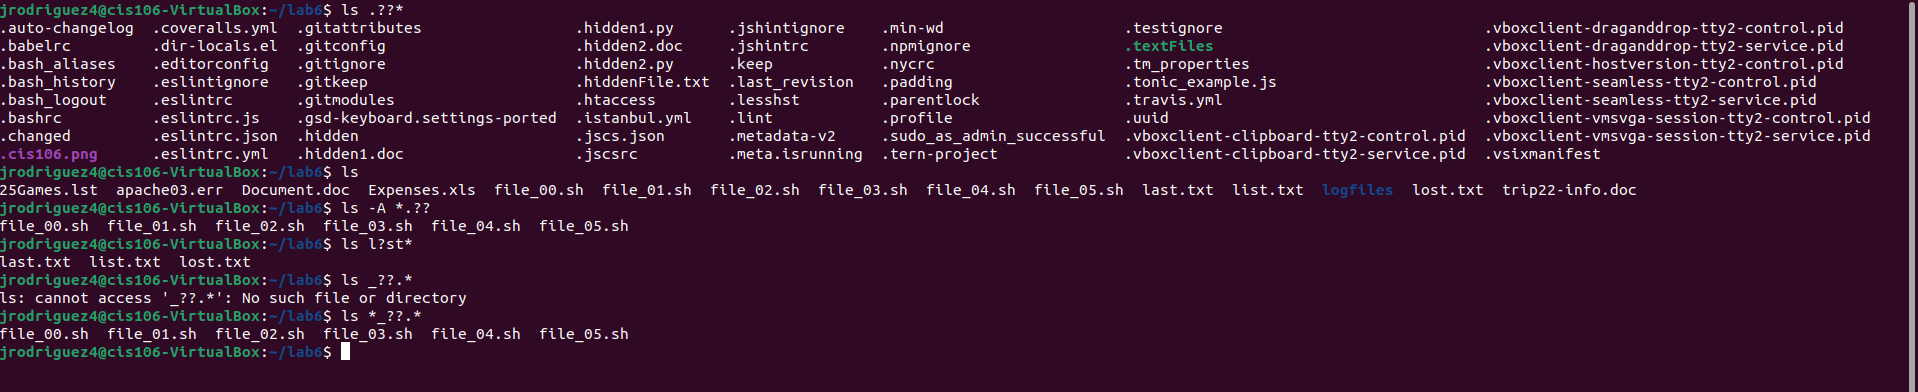 jrodriguez4@cis106-VirtualBox:~/lab6$ ls .??*
.auto-changelog  .coveralls.yml  .gitattributes  .hidden1.py  .jshintignore  .min-wd  .testignore  .vboxclient-draganddrop-tty2-control.pid
.babelrc  .dir-locals.el  .gitconfig  .hidden2.doc  .jshintrc  .npmignore  .textFiles  .vboxclient-draganddrop-tty2-service.pid
.bash_aliases  .editorconfig  .gitignore  .hidden2.py  .keep  .nycrc  .tm_properties  .vboxclient-hostversion-tty2-control.pid
.bash_history  .eslintignore  .gitkeep  .hiddenFile.txt  .last_revision  .padding  .tonic_example.js  .vboxclient-seamless-tty2-control.pid
.bash_logout  .eslintrc  .gitmodules  .htaccess  .lesshst  .parentlock  .travis.yml  .vboxclient-seamless-tty2-service.pid
.bashrc  .eslintrc.js  .gsd-keyboard.settings-ported  .istanbul.yml  .lint  .profile  .uuid  .vboxclient-vmsvga-session-tty2-control.pid
.changed  .eslintrc.json  .hidden  .jscs.json  .metadata-v2  .sudo_as_admin_successful  .vboxclient-clipboard-tty2-control.pid  .vboxclient-vmsvga-session-tty2-service.pid
.cis106.png  .eslintrc.yml  .hidden1.doc  .jscsrc  .meta.isrunning  .tern-project  .vboxclient-clipboard-tty2-service.pid  .vsixmanifest
jrodriguez4@cis106-VirtualBox:~/lab6$ ls
25Games.lst  apache03.err  Document.doc  Expenses.xls  file_00.sh  file_01.sh  file_02.sh  file_03.sh  file_04.sh  file_05.sh  last.txt  list.txt  logfiles  lost.txt  trip22-info.doc
jrodriguez4@cis106-VirtualBox:~/lab6$ ls -A *.??
file_00.sh  file_01.sh  file_02.sh  file_03.sh  file_04.sh  file_05.sh
jrodriguez4@cis106-VirtualBox:~/lab6$ ls l?st*
last.txt  list.txt  lost.txt
jrodriguez4@cis106-VirtualBox:~/lab6$ ls _??.*
ls: cannot access '_??.*': No such file or directory
jrodriguez4@cis106-VirtualBox:~/lab6$ ls *_??.*
file_00.sh  file_01.sh  file_02.sh  file_03.sh  file_04.sh  file_05.sh
jrodriguez4@cis106-VirtualBox:~/lab6$